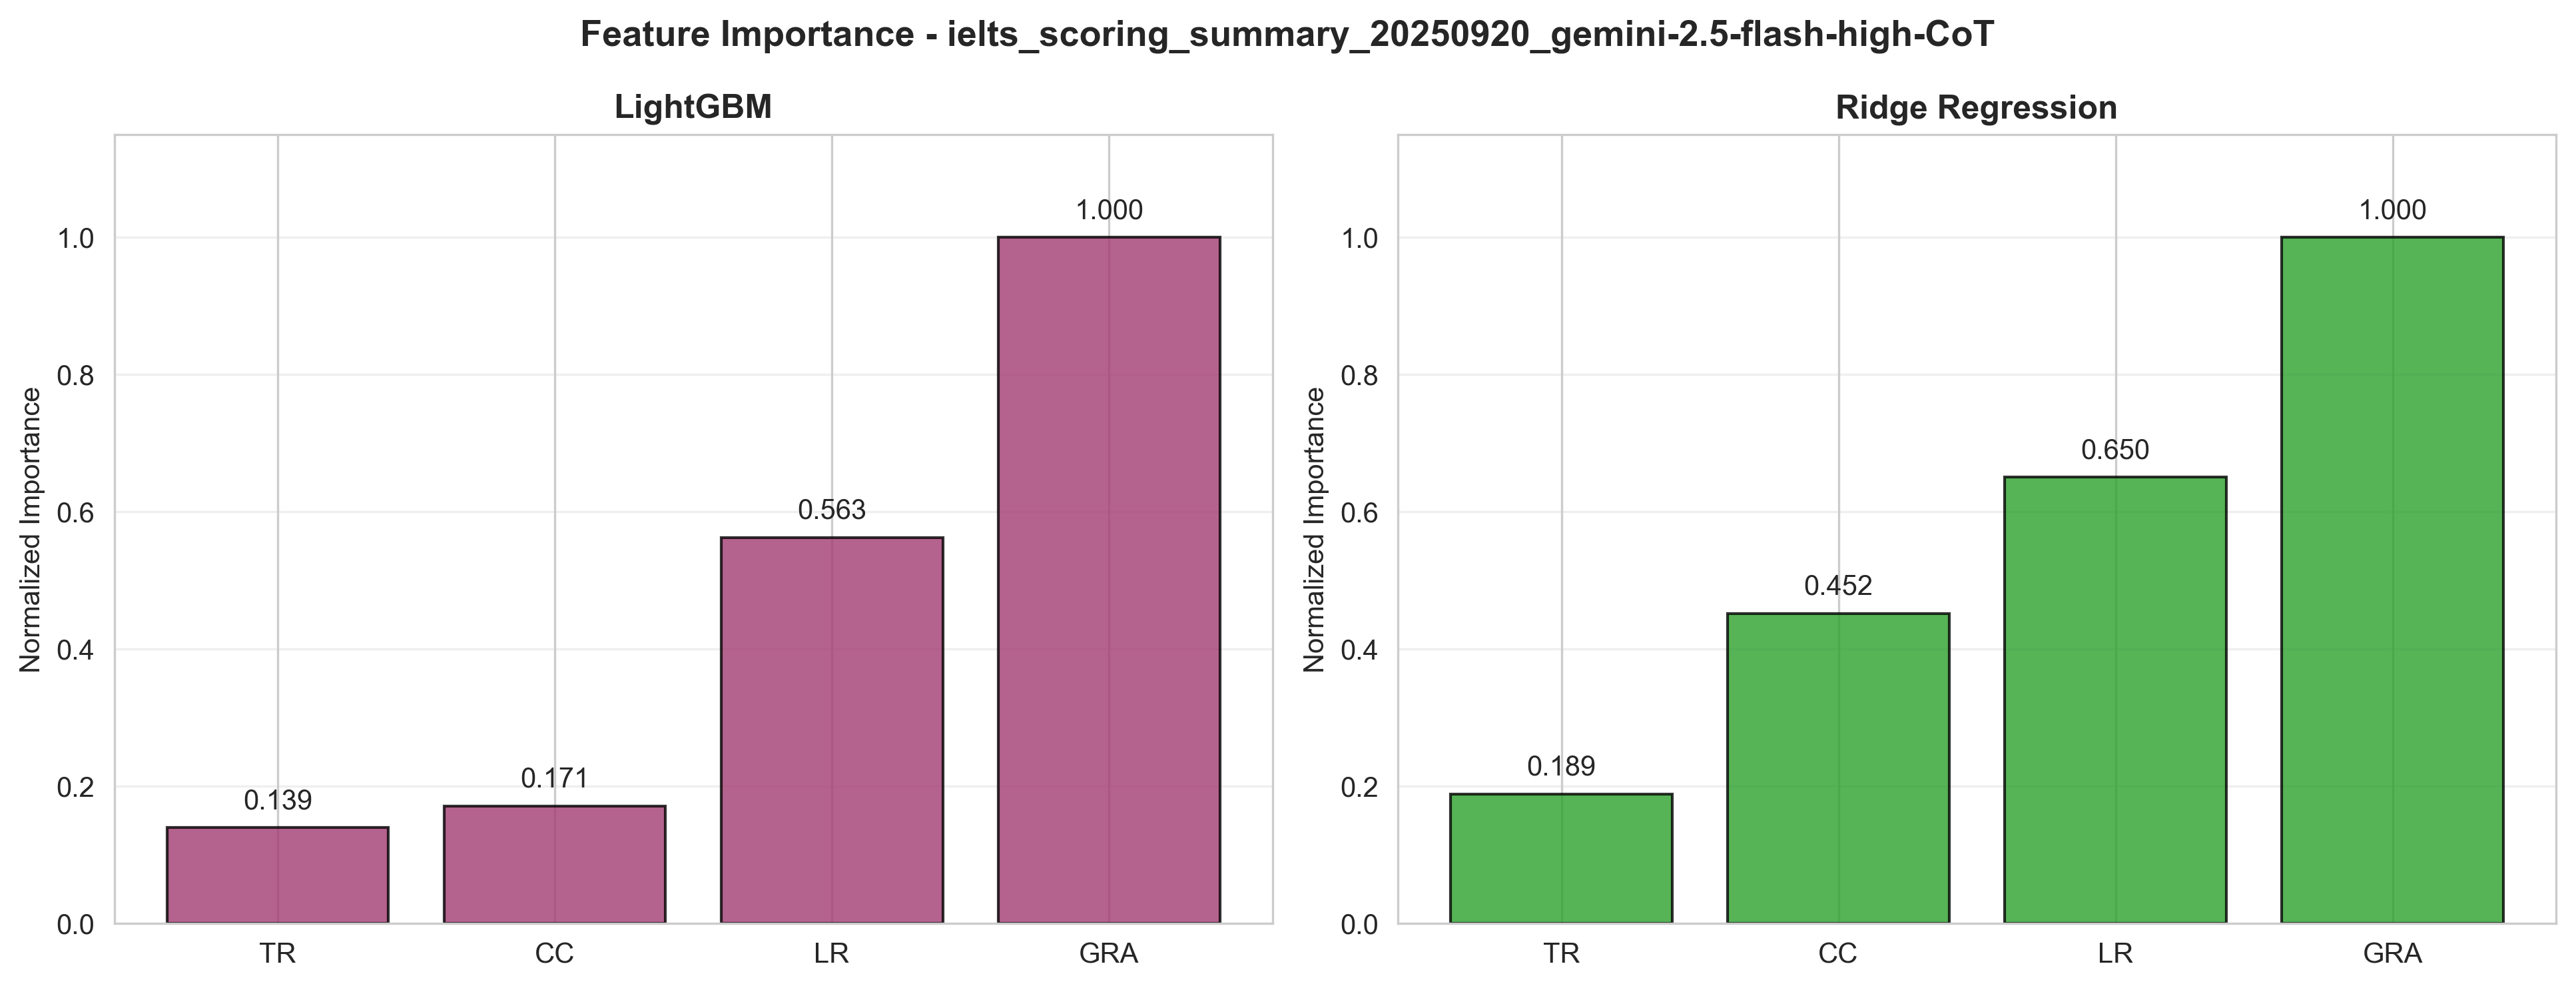 Feature Importance - ielts_scoring_summary_20250920_gemini-2.5-flash-high-CoT
LightGBM
Normalized Importance
1.0
0.8
0.6
0.4
0.2
0.0
0.139
0.171
0.563
1.000
TR
CC
LR
GRA
Ridge Regression
Normalized Importance
1.0
0.8
0.6
0.4
0.2
0.0
0.189
0.452
0.650
1.000
TR
CC
LR
GRA